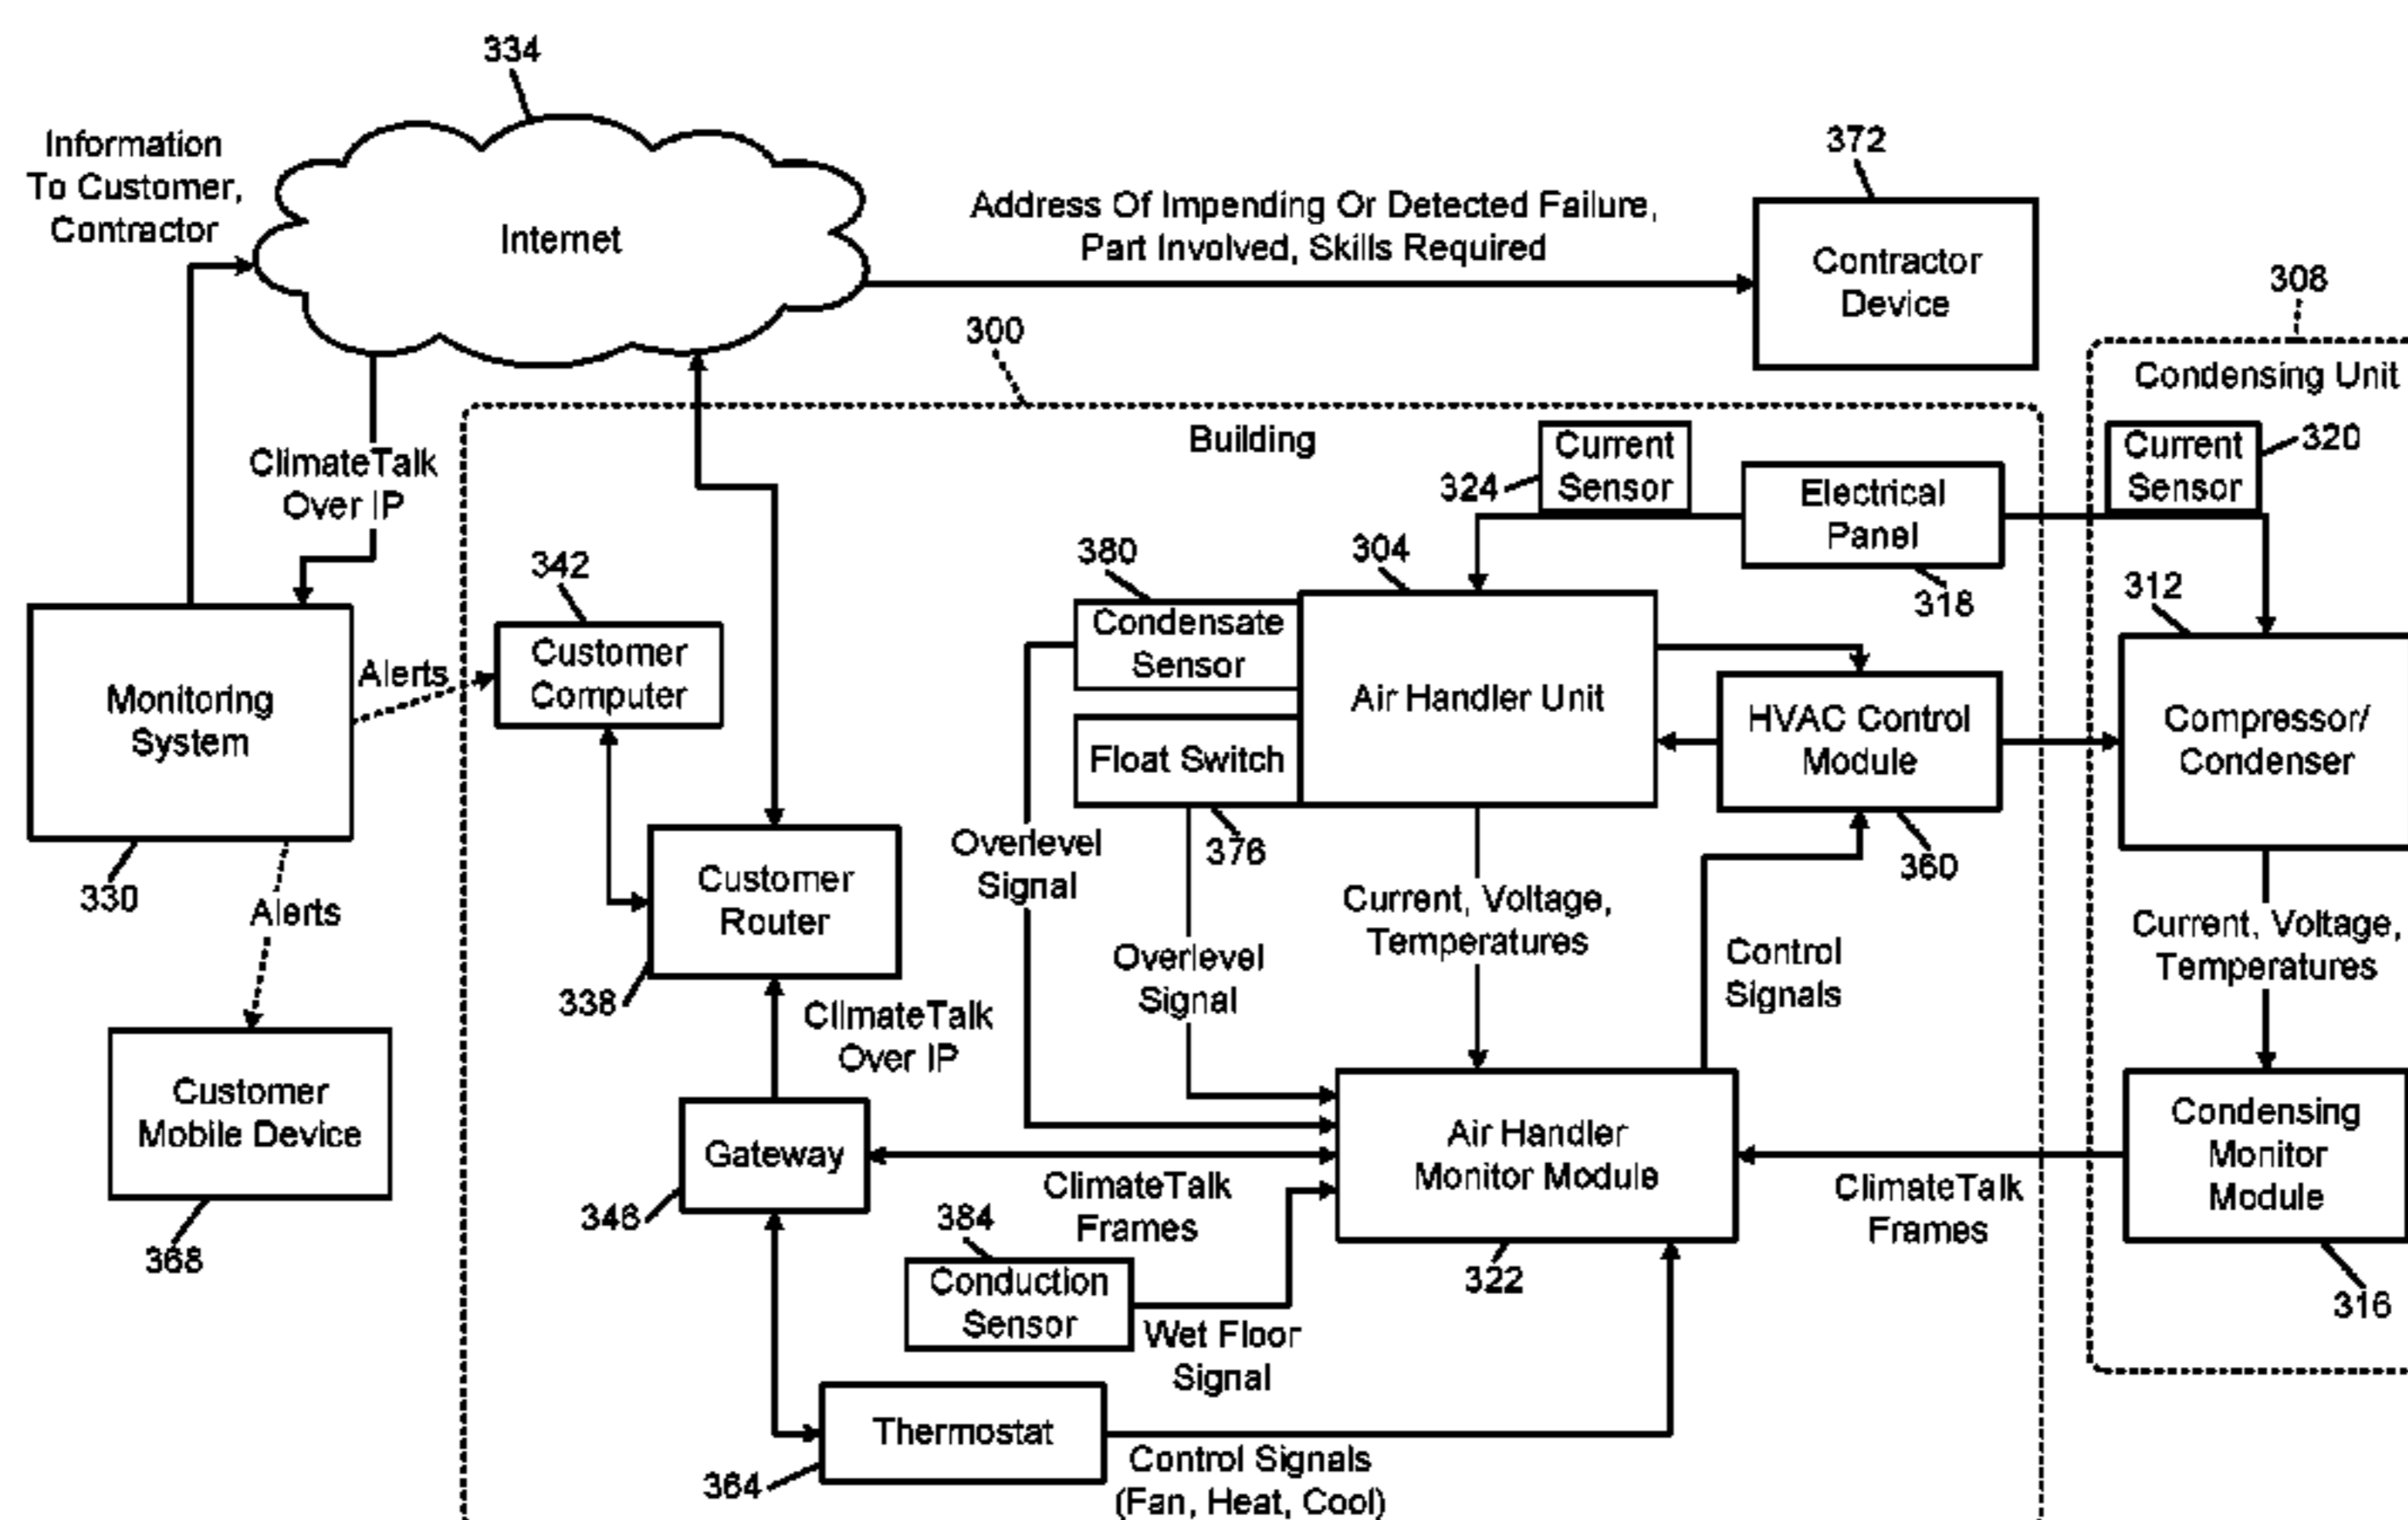 334
Information
To Customer,
Contractor
Internet
Address Of Impending Or Detected Failure,
Part Involved, Skills Required
372
Contractor
Device
308
Condensing Unit
300
Building
ClimateTalk
Over IP
Current
Sensor
324
Electrical
Panel
318
Current
Sensor
320
342
Customer
Computer
380
Condensate
Sensor
304
Air Handler Unit
312
Compressor/
Condenser
Monitoring
System
330
Alerts
Alerts
Float Switch
376
HVAC Control
Module
360
Customer
Router
338
Overlevel
Signal
Overlevel
Signal
Current, Voltage,
Temperatures
Control
Signals
Current, Voltage,
Temperatures
ClimateTalk
Over IP
Customer
Mobile Device
368
Gateway
346
ClimateTalk
Frames
Air Handler
Monitor Module
322
ClimateTalk
Frames
Condensing
Monitor
Module
316
384
Conduction
Sensor
Wet Floor
Signal
Thermostat
364
Control Signals
(Fan, Heat, Cool)